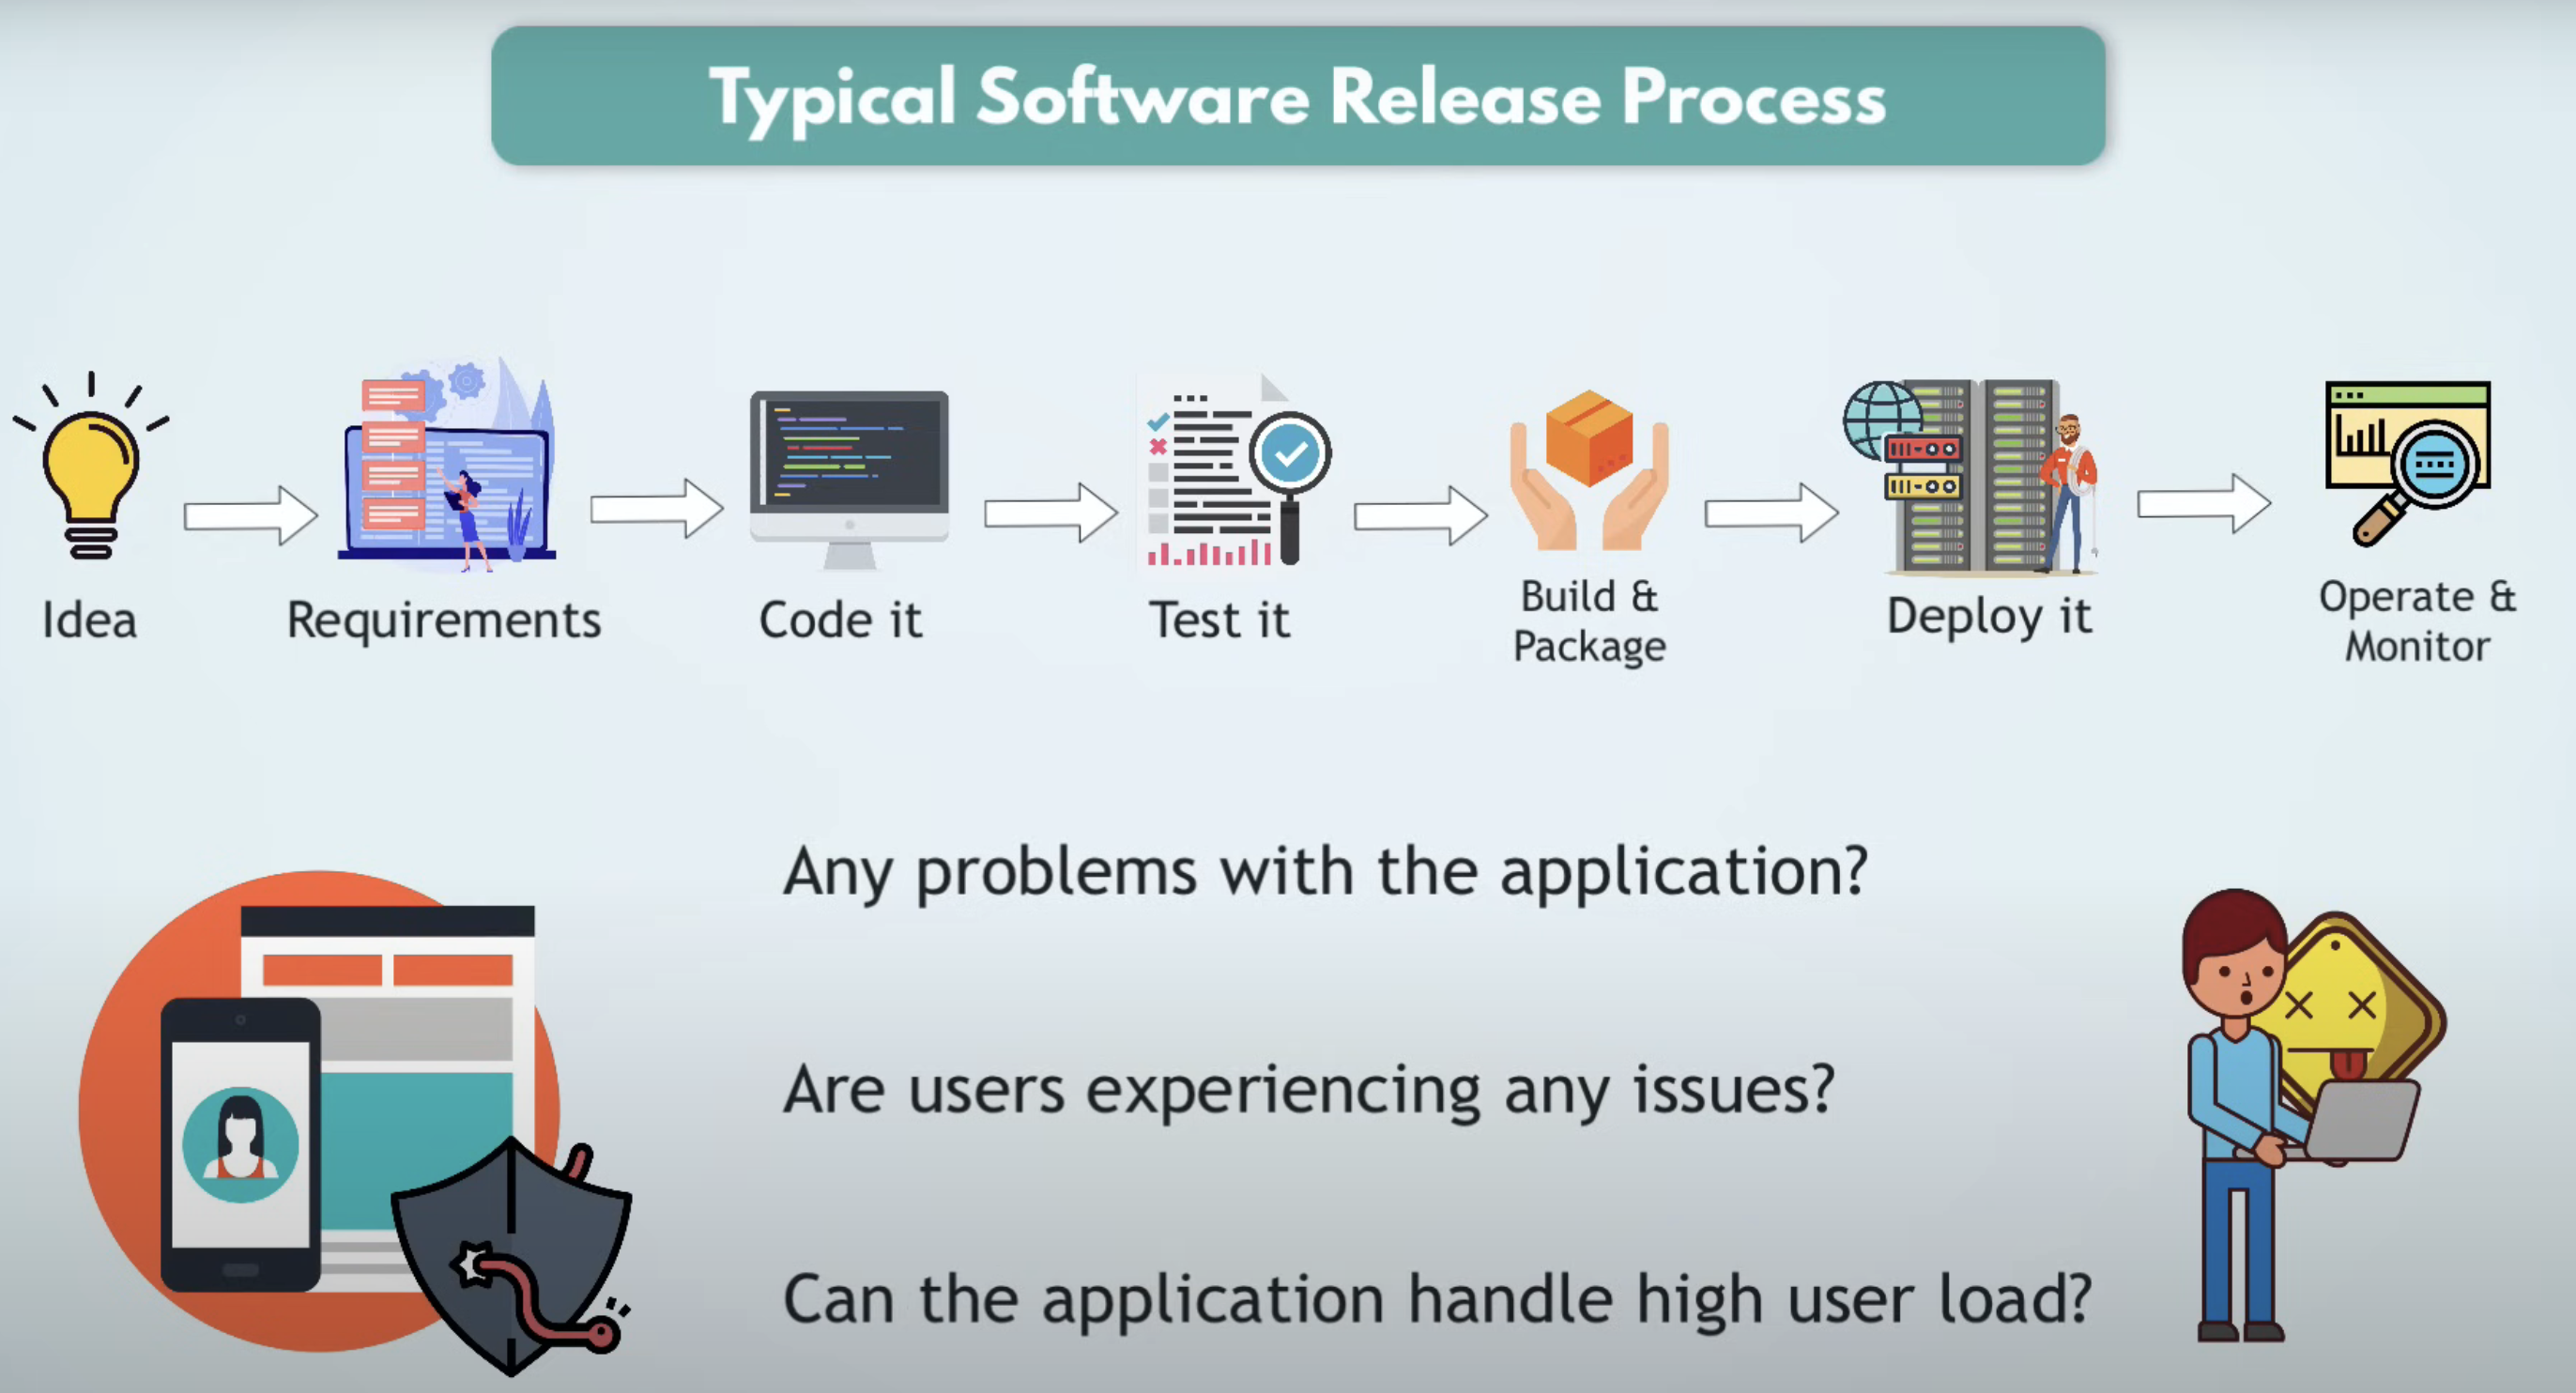 Typical Software Release Process
Idea
Requirements
Code it
Test it
Build &
Package
Deploy it
Operate &
Monitor
Any problems with the application?
Are users experiencing any issues?
Can the application handle high user load?